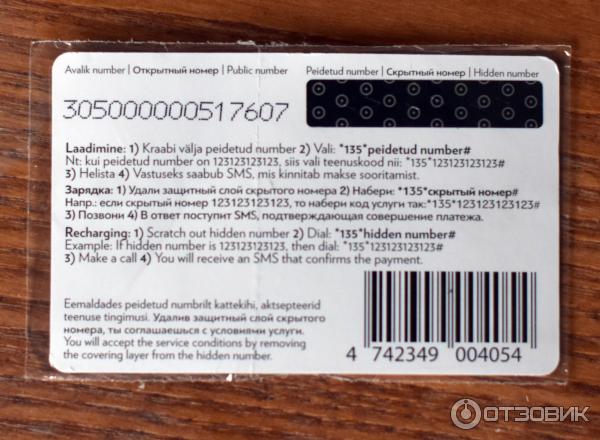 Avalik number | Открытный номер | Public number
Peidetud number | Скрытный номер | Hidden number
305000000517607
Laadimine: 1) Kraabi välja peidetud number 2) Vali: *135*peidetud number#
Nt: kui peidetud number on 123123123123, siis vali teenuskood nii: *135*123123123123#
3) Helista 4) Vastuseks saabub SMS, mis kinnitab makse sooritamist.
Зарядка: 1) Удали защитный слой скрытого номера 2) Набери: *135*скрытый номер#
Напр.: если скрытый номер 123123123123, то набери код услуги так:*135*123123123123#
3) Позвони 4) В ответ поступит SMS, подтверждающая совершение платежа.
Recharging: 1) Scratch out hidden number 2) Dial: *135*hidden number#
Example: If hidden number is 123123123123, then dial: *135*123123123123#
3) Make a call 4) You will receive an SMS that confirms the payment.
Eemaldades peidetud numbrilt kattekihi, aktsepteerid
teenuse tingimusi. Удалив защитный слой скрытого
номера, ты соглашаешься с условиями услуги.
You will accept the service conditions by removing
the covering layer from the hidden number.
4 742349 004054
ОТЗОВИК